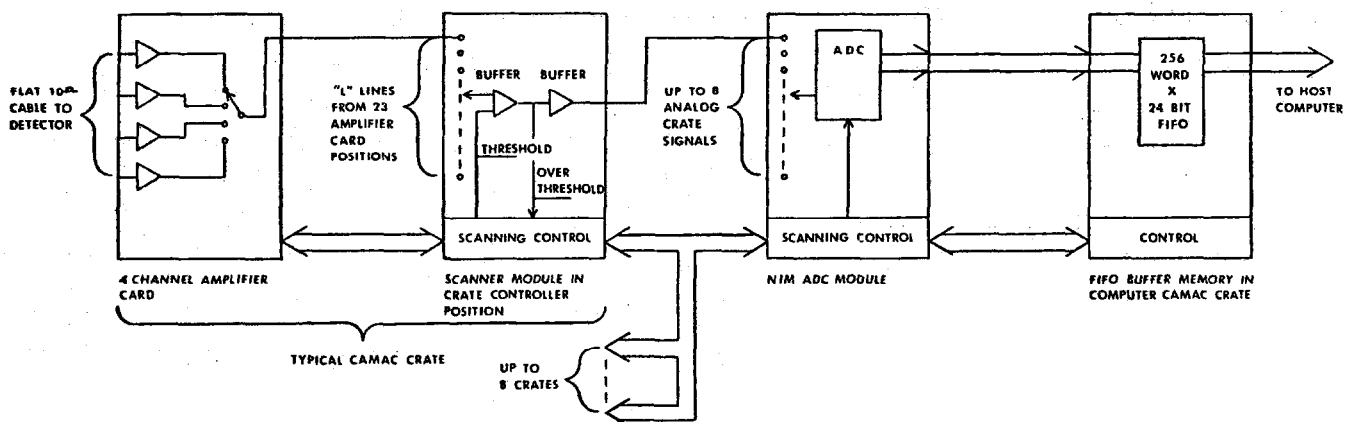 FLAT 10m
CABLE TO
DETECTOR
4 CHANNEL AMPLIFIER
CARD
"L" LINES
FROM 23
AMPLIFIER
CARD
POSITIONS
BUFFER BUFFER
THRESHOLD
OVER
THRESHOLD
SCANNING CONTROL
SCANNER MODULE IN
CRATE CONTROLLER
POSITION
TYPICAL CAMAC CRATE
UP TO 8
ANALOG
CRATE
SIGNALS
ADC
SCANNING CONTROL
NIM ADC MODULE
UP TO
8 CRATES
256
WORD
X
24 BIT
FIFO
CONTROL
FIFO BUFFER MEMORY IN
COMPUTER CAMAC CRATE
TO HOST
COMPUTER